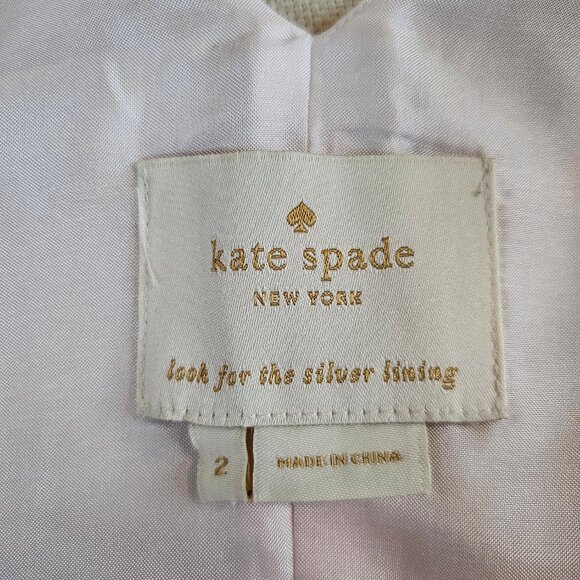 kate spade
NEW YORK
look for the silver lining
2
MADE IN CHINA